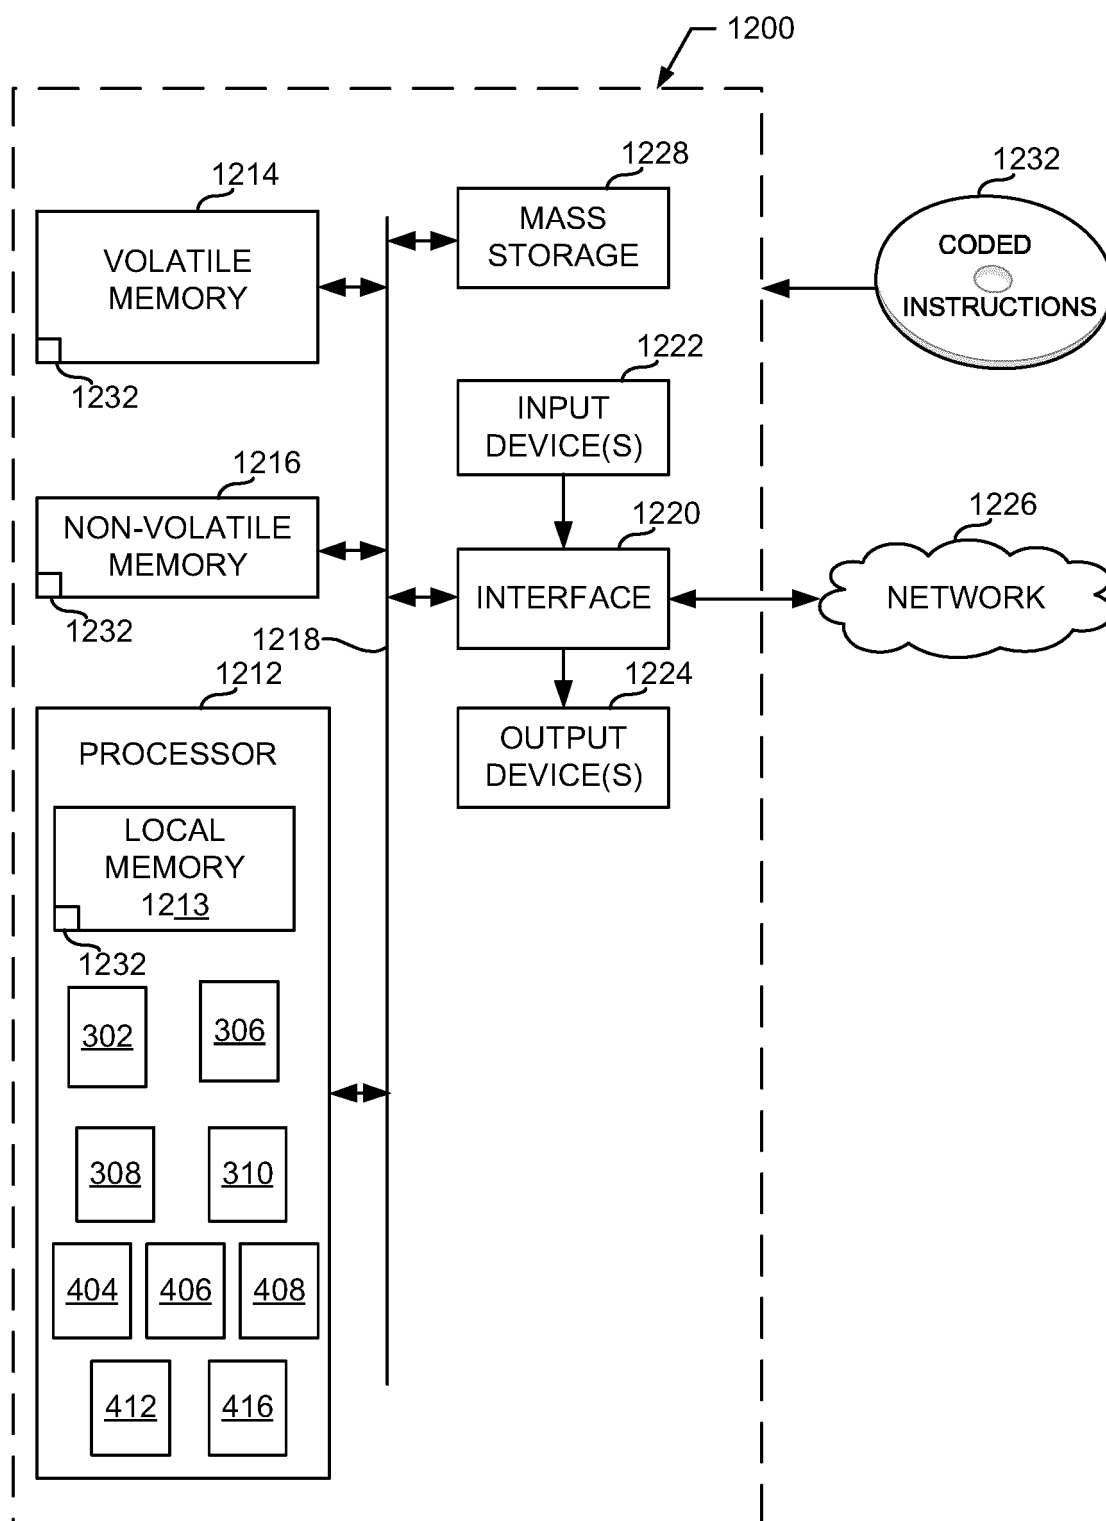 1200
1214
VOLATILE
MEMORY
1232
1228
MASS
STORAGE
1232
CODED
INSTRUCTIONS
1222
INPUT
DEVICE(S)
1216
NON-VOLATILE
MEMORY
1232
1220
INTERFACE
1226
NETWORK
1218
1224
OUTPUT
DEVICE(S)
1212
PROCESSOR
LOCAL
MEMORY
1213
1232
302
306
308
310
404
406
408
412
416